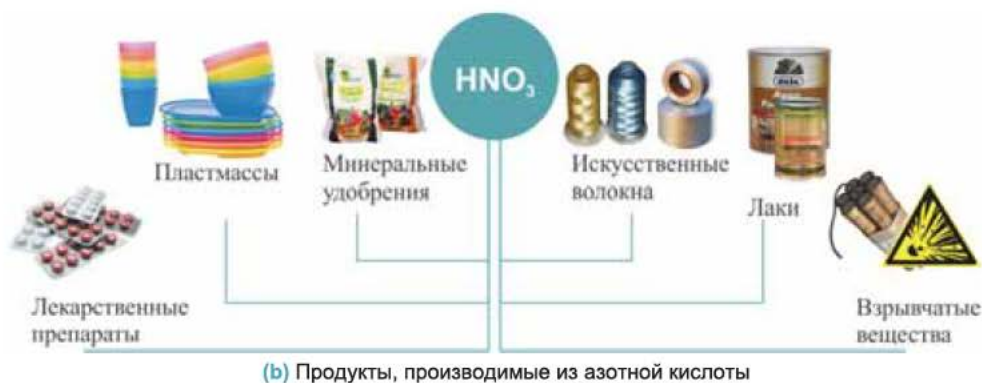 HNO₃
Пластмассы
Минеральные
удобрения
Искусственные
волокна
Лаки
Лекарственные
препараты
Взрывчатые
вещества
(b) Продукты, производимые из азотной кислоты